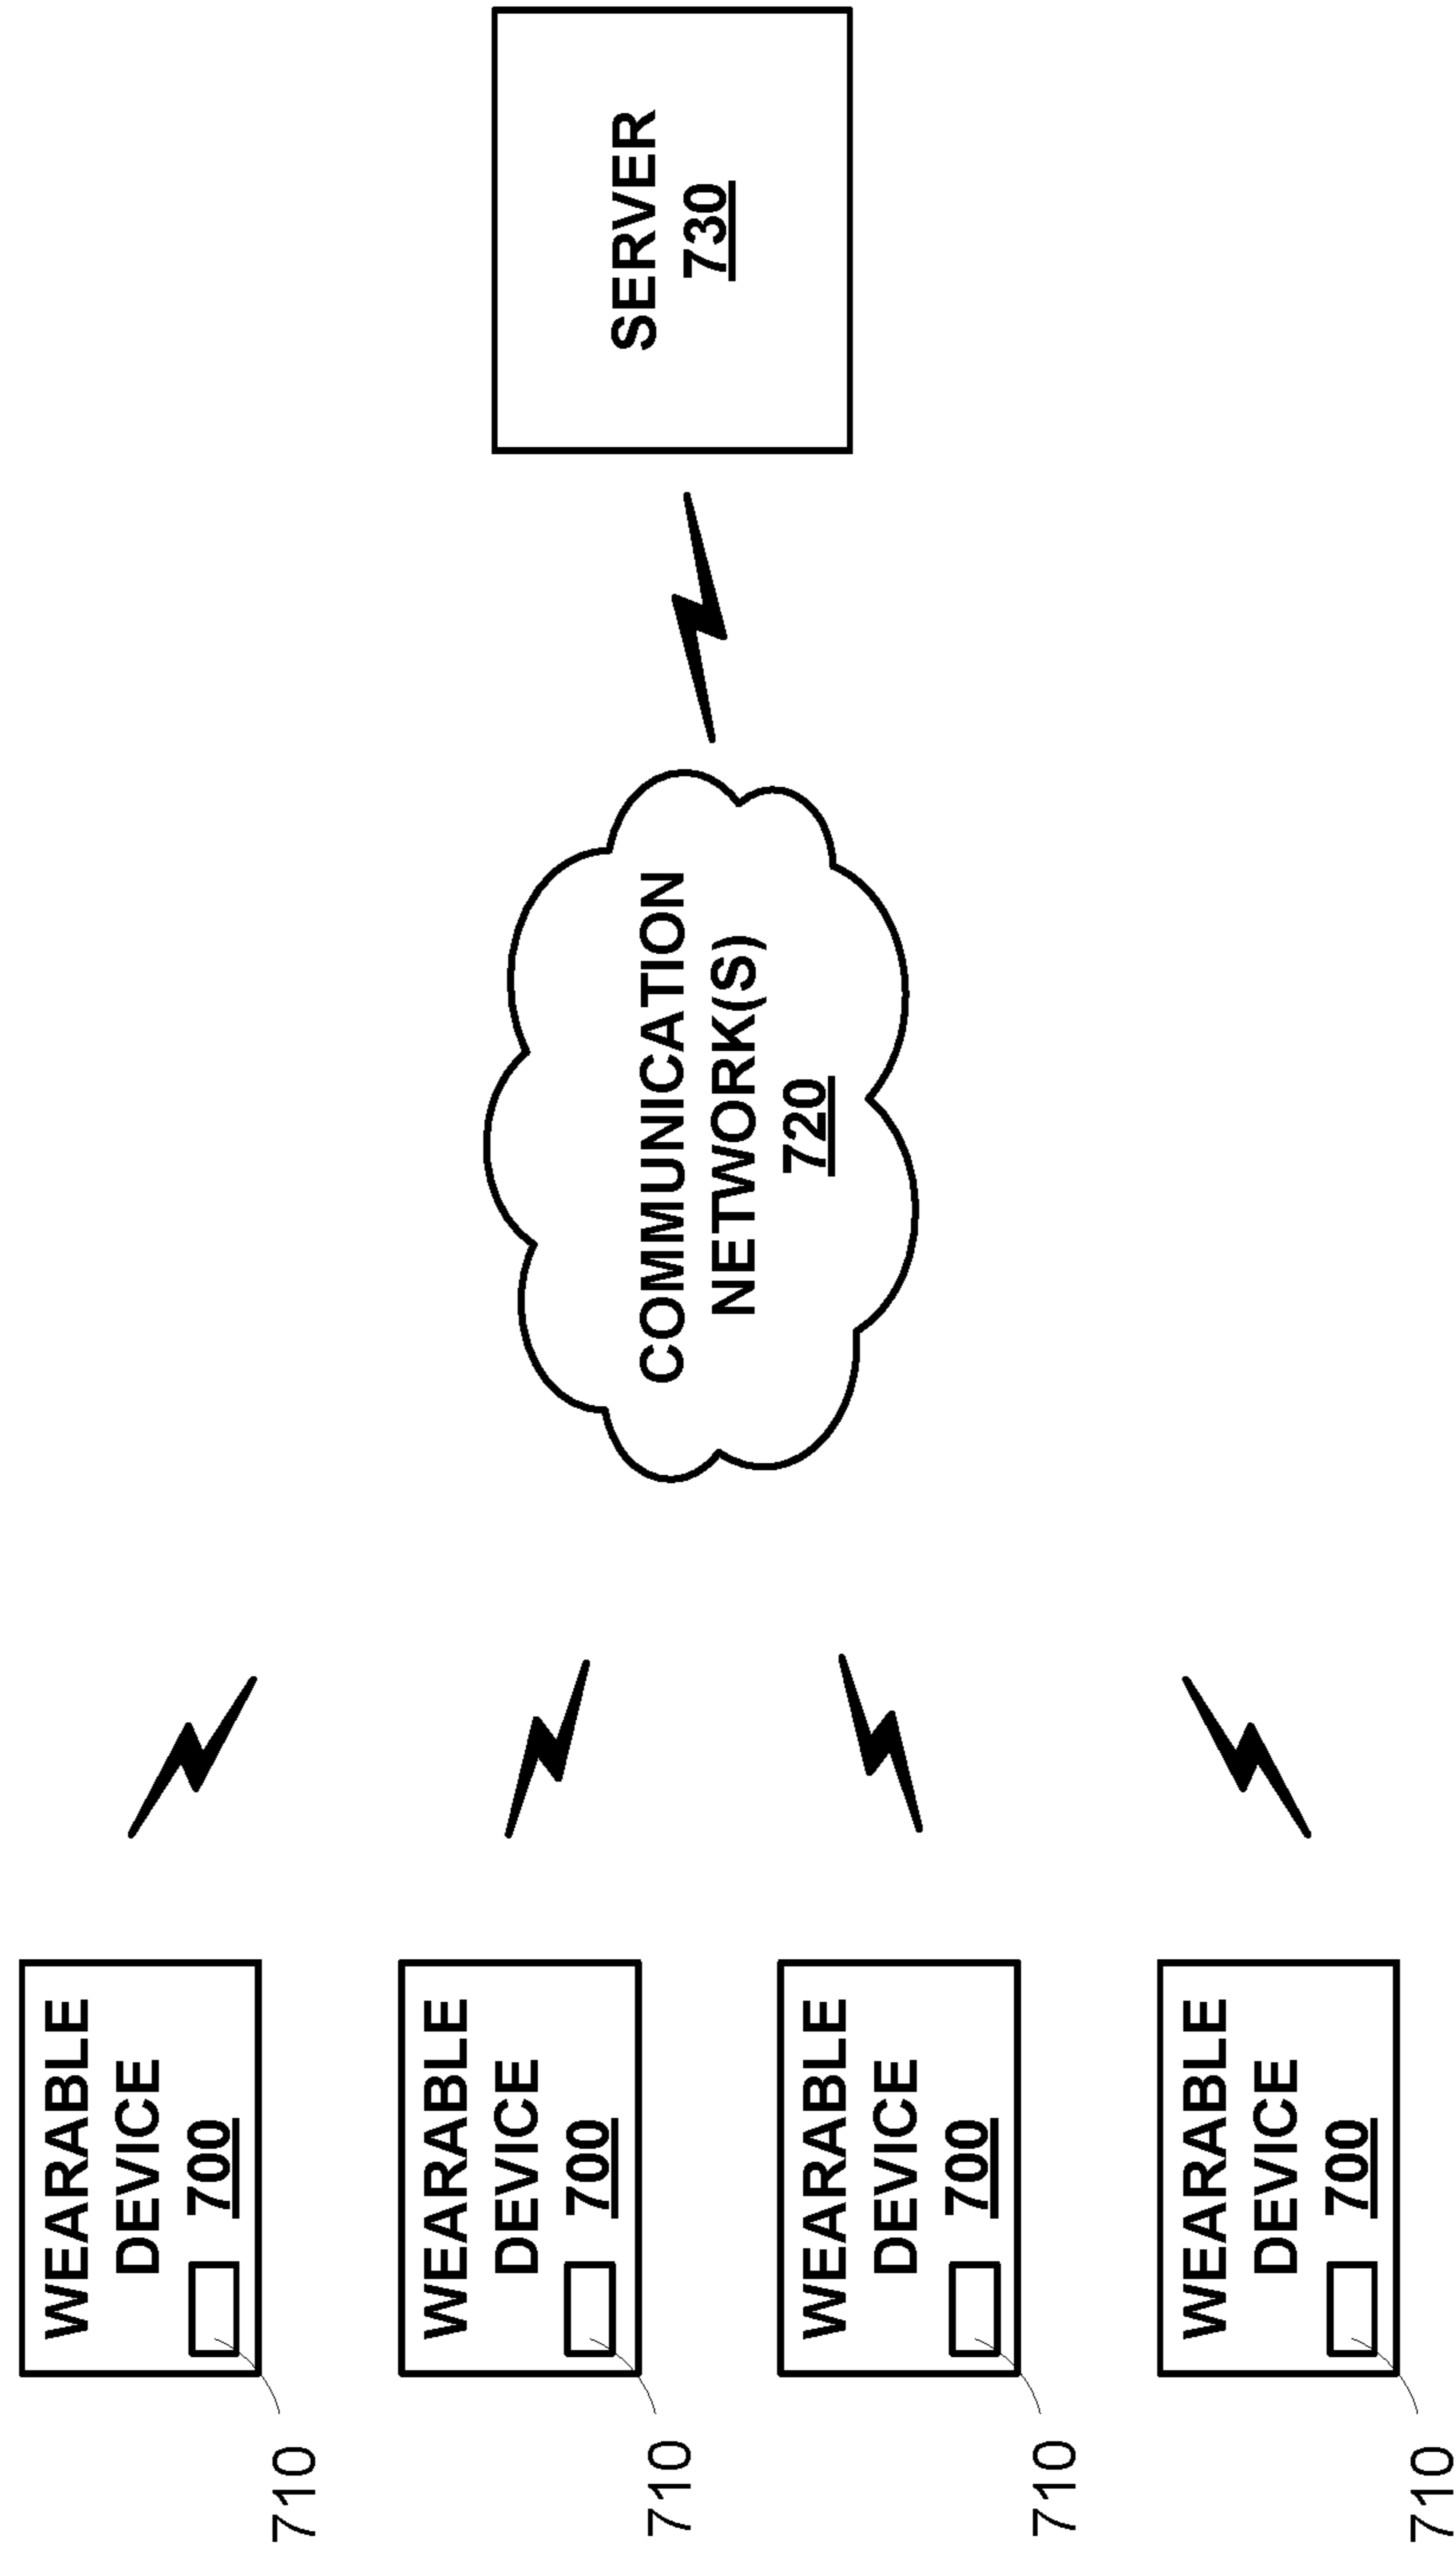 WEARABLE
DEVICE
700
710
WEARABLE
DEVICE
700
710
WEARABLE
DEVICE
700
710
WEARABLE
DEVICE
700
710
COMMUNICATION
NETWORK(S)
720
SERVER
730